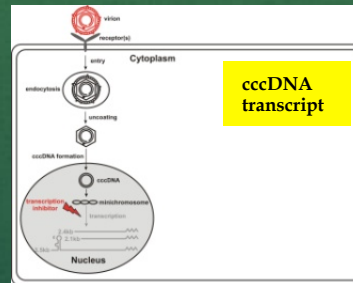 virion
receptor(s)
Cytoplasm
entry
cccDNA
transcript
endocytosis
uncoating
cccDNA formation
cccDNA
transcription
inhibitor
minichromosome
transcription
2.4kb
2.1kb
3.5kb
Nucleus